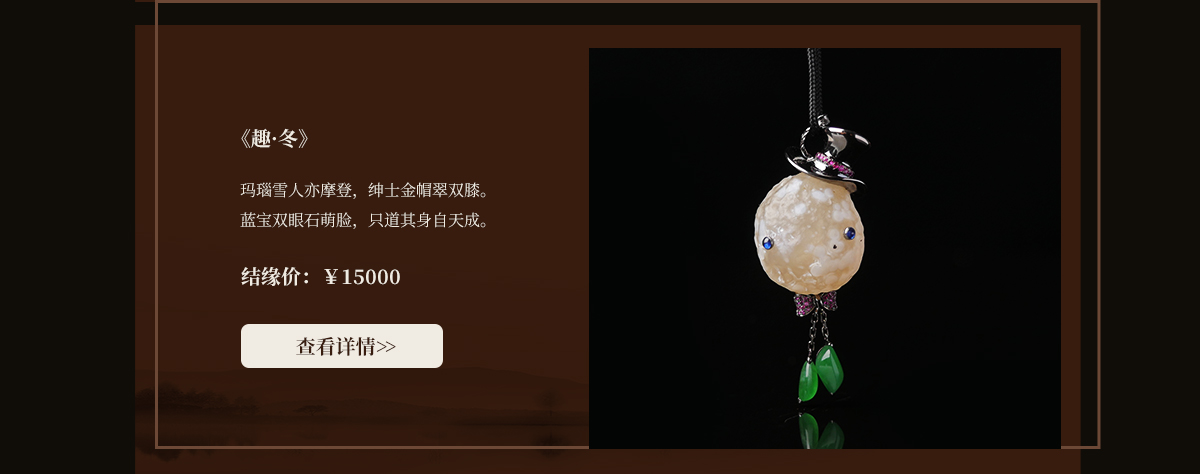 《趣·冬》
玛瑙雪人亦摩登，绅士金帽翠双膝。
蓝宝双眼石萌脸，只道其身自天成。
结缘价：￥15000
查看详情>>